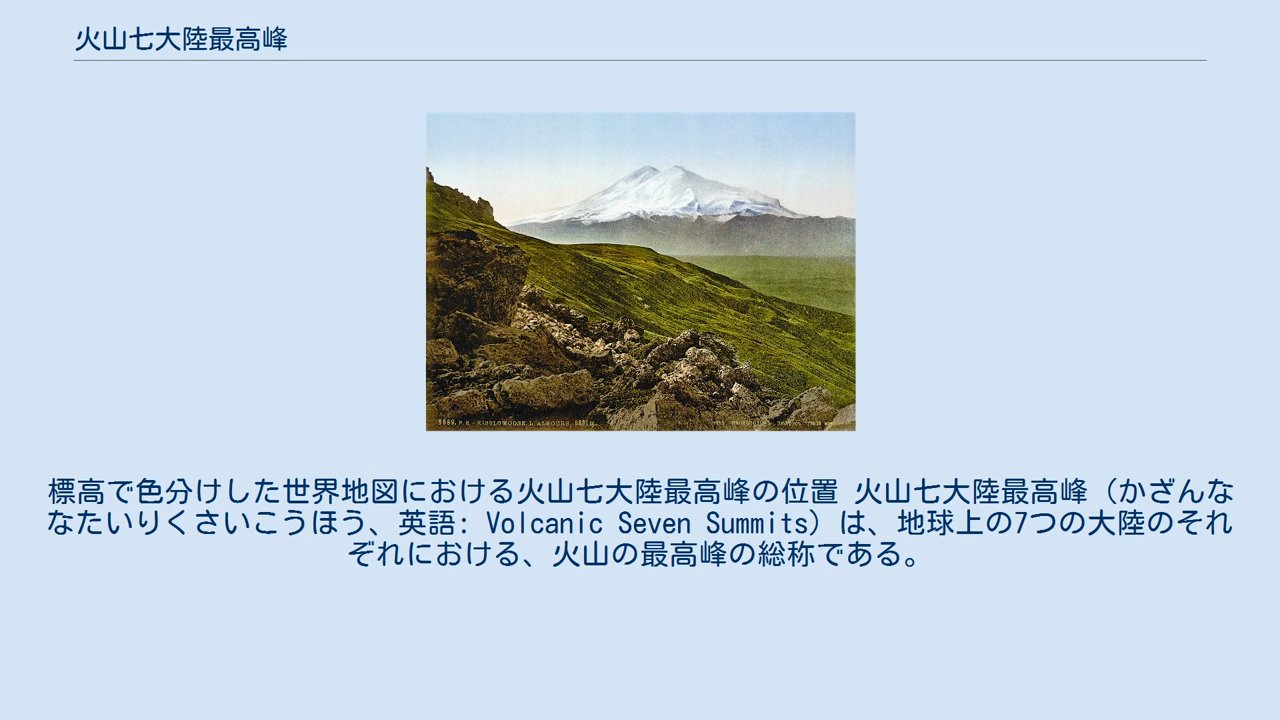 火山七大陸最高峰
標高で色分けした世界地図における火山七大陸最高峰の位置 火山七大陸最高峰（かざんな
なたいりくさいこうほう、英語: Volcanic Seven Summits）は、地球上の7つの大陸のそれ
ぞれにおける、火山の最高峰の総称である。